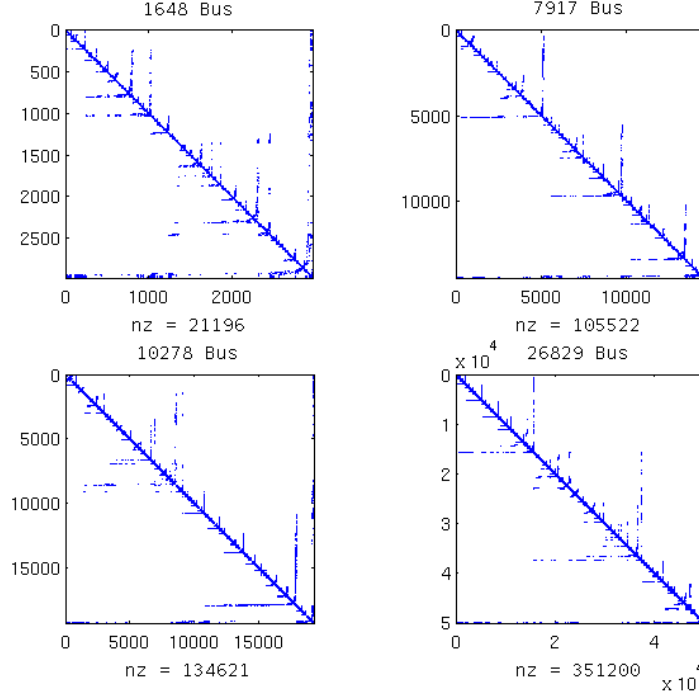 1648 Bus
0
500
1000
1500
2000
2500
0 1000 2000
nz = 21196
7917 Bus
0
5000
10000
0 5000 10000
nz = 105522
10278 Bus
0
5000
10000
15000
0 5000 10000 15000
nz = 134621
26829 Bus
x 10^4
0
1
2
3
4
5
0 2 4
nz = 351200
x 10